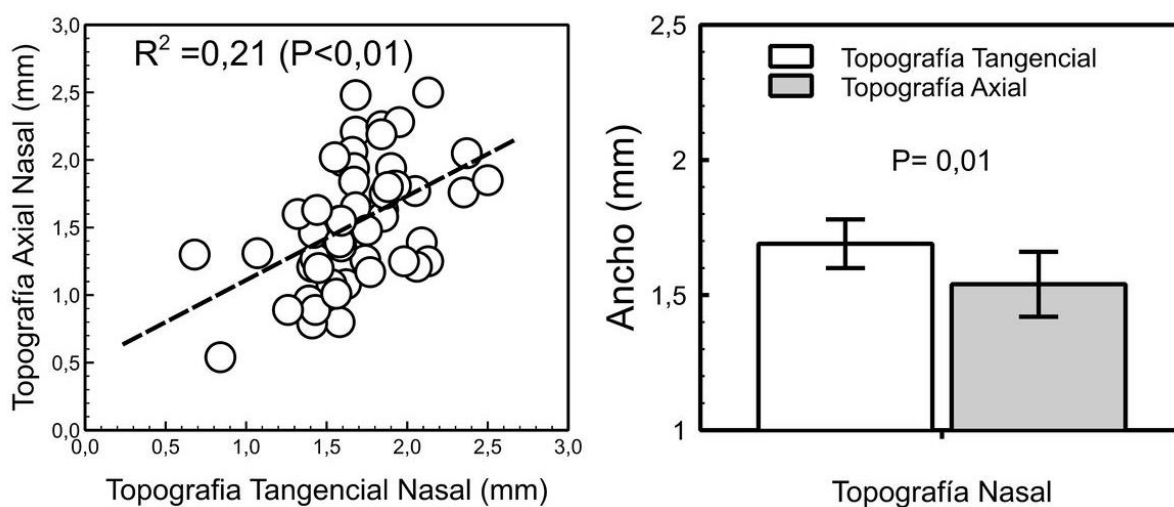 Topografía Axial Nasal (mm)
3,0
2,5
2,0
1,5
1,0
0,5
0,0
R² =0,21 (P<0,01)
0,0 0,5 1,0 1,5 2,0 2,5 3,0
Topografia Tangencial Nasal (mm)
Ancho (mm)
2,5
2
1,5
1
Topografía Tangencial
Topografía Axial
P= 0,01
Topografía Nasal